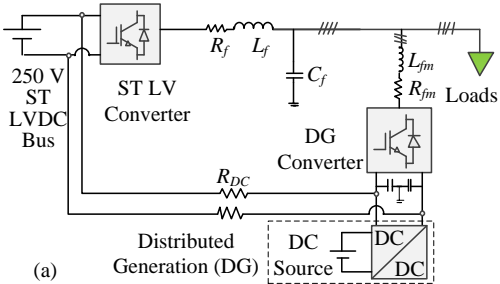 R_f
L_f
C_f
L_fm
R_fm
Loads
250 V
ST
LVDC
Bus
ST LV
Converter
DG
Converter
R_DC
Distributed
Generation (DG)
DC
Source
DC
DC
(a)